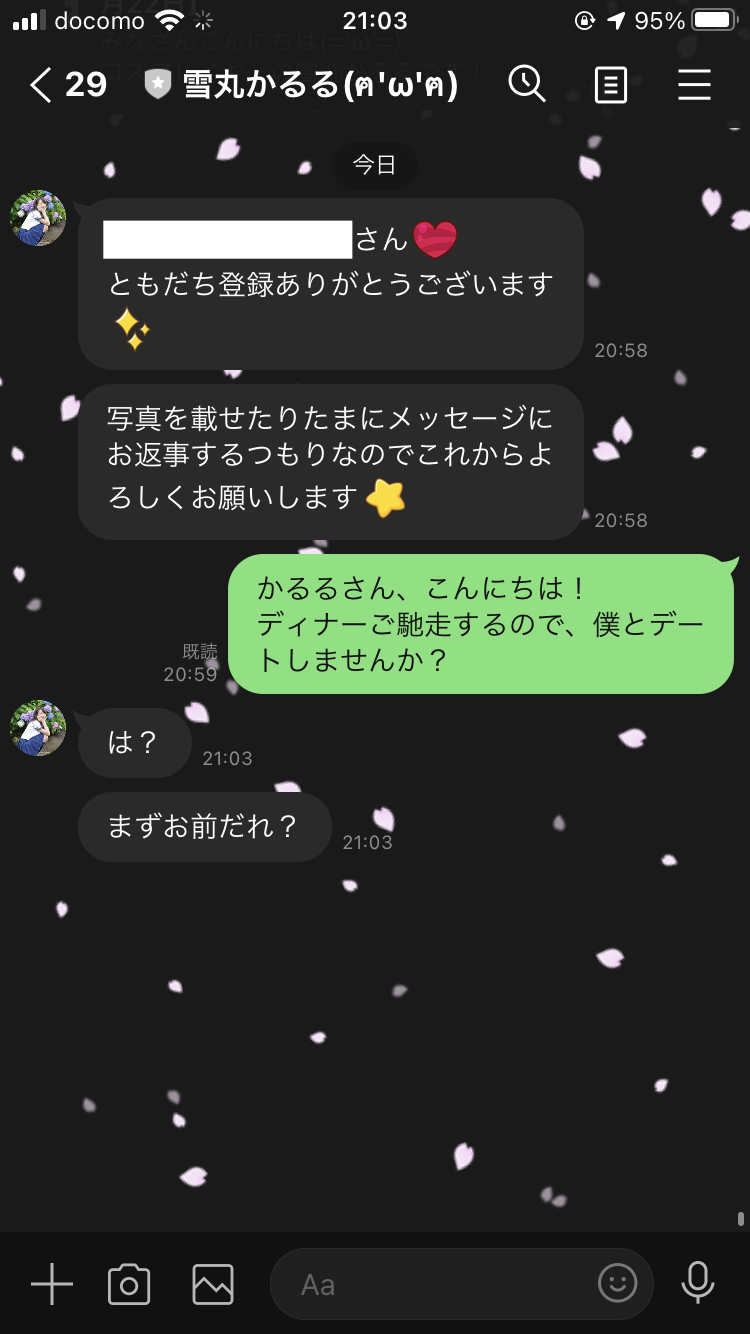 docomo
21:03
95%
29
雪丸かるる(ฅ'ω'ฅ)
今日
さん
ともだち登録ありがとうございます
20:58
写真を載せたりたまにメッセージに
お返事するつもりなのでこれからよ
ろしくお願いします
20:58
かるるさん、こんにちは！
ディナーご馳走するので、僕とデー
トしませんか？
既読
20:59
は？
21:03
まずお前だれ？
21:03
Aa